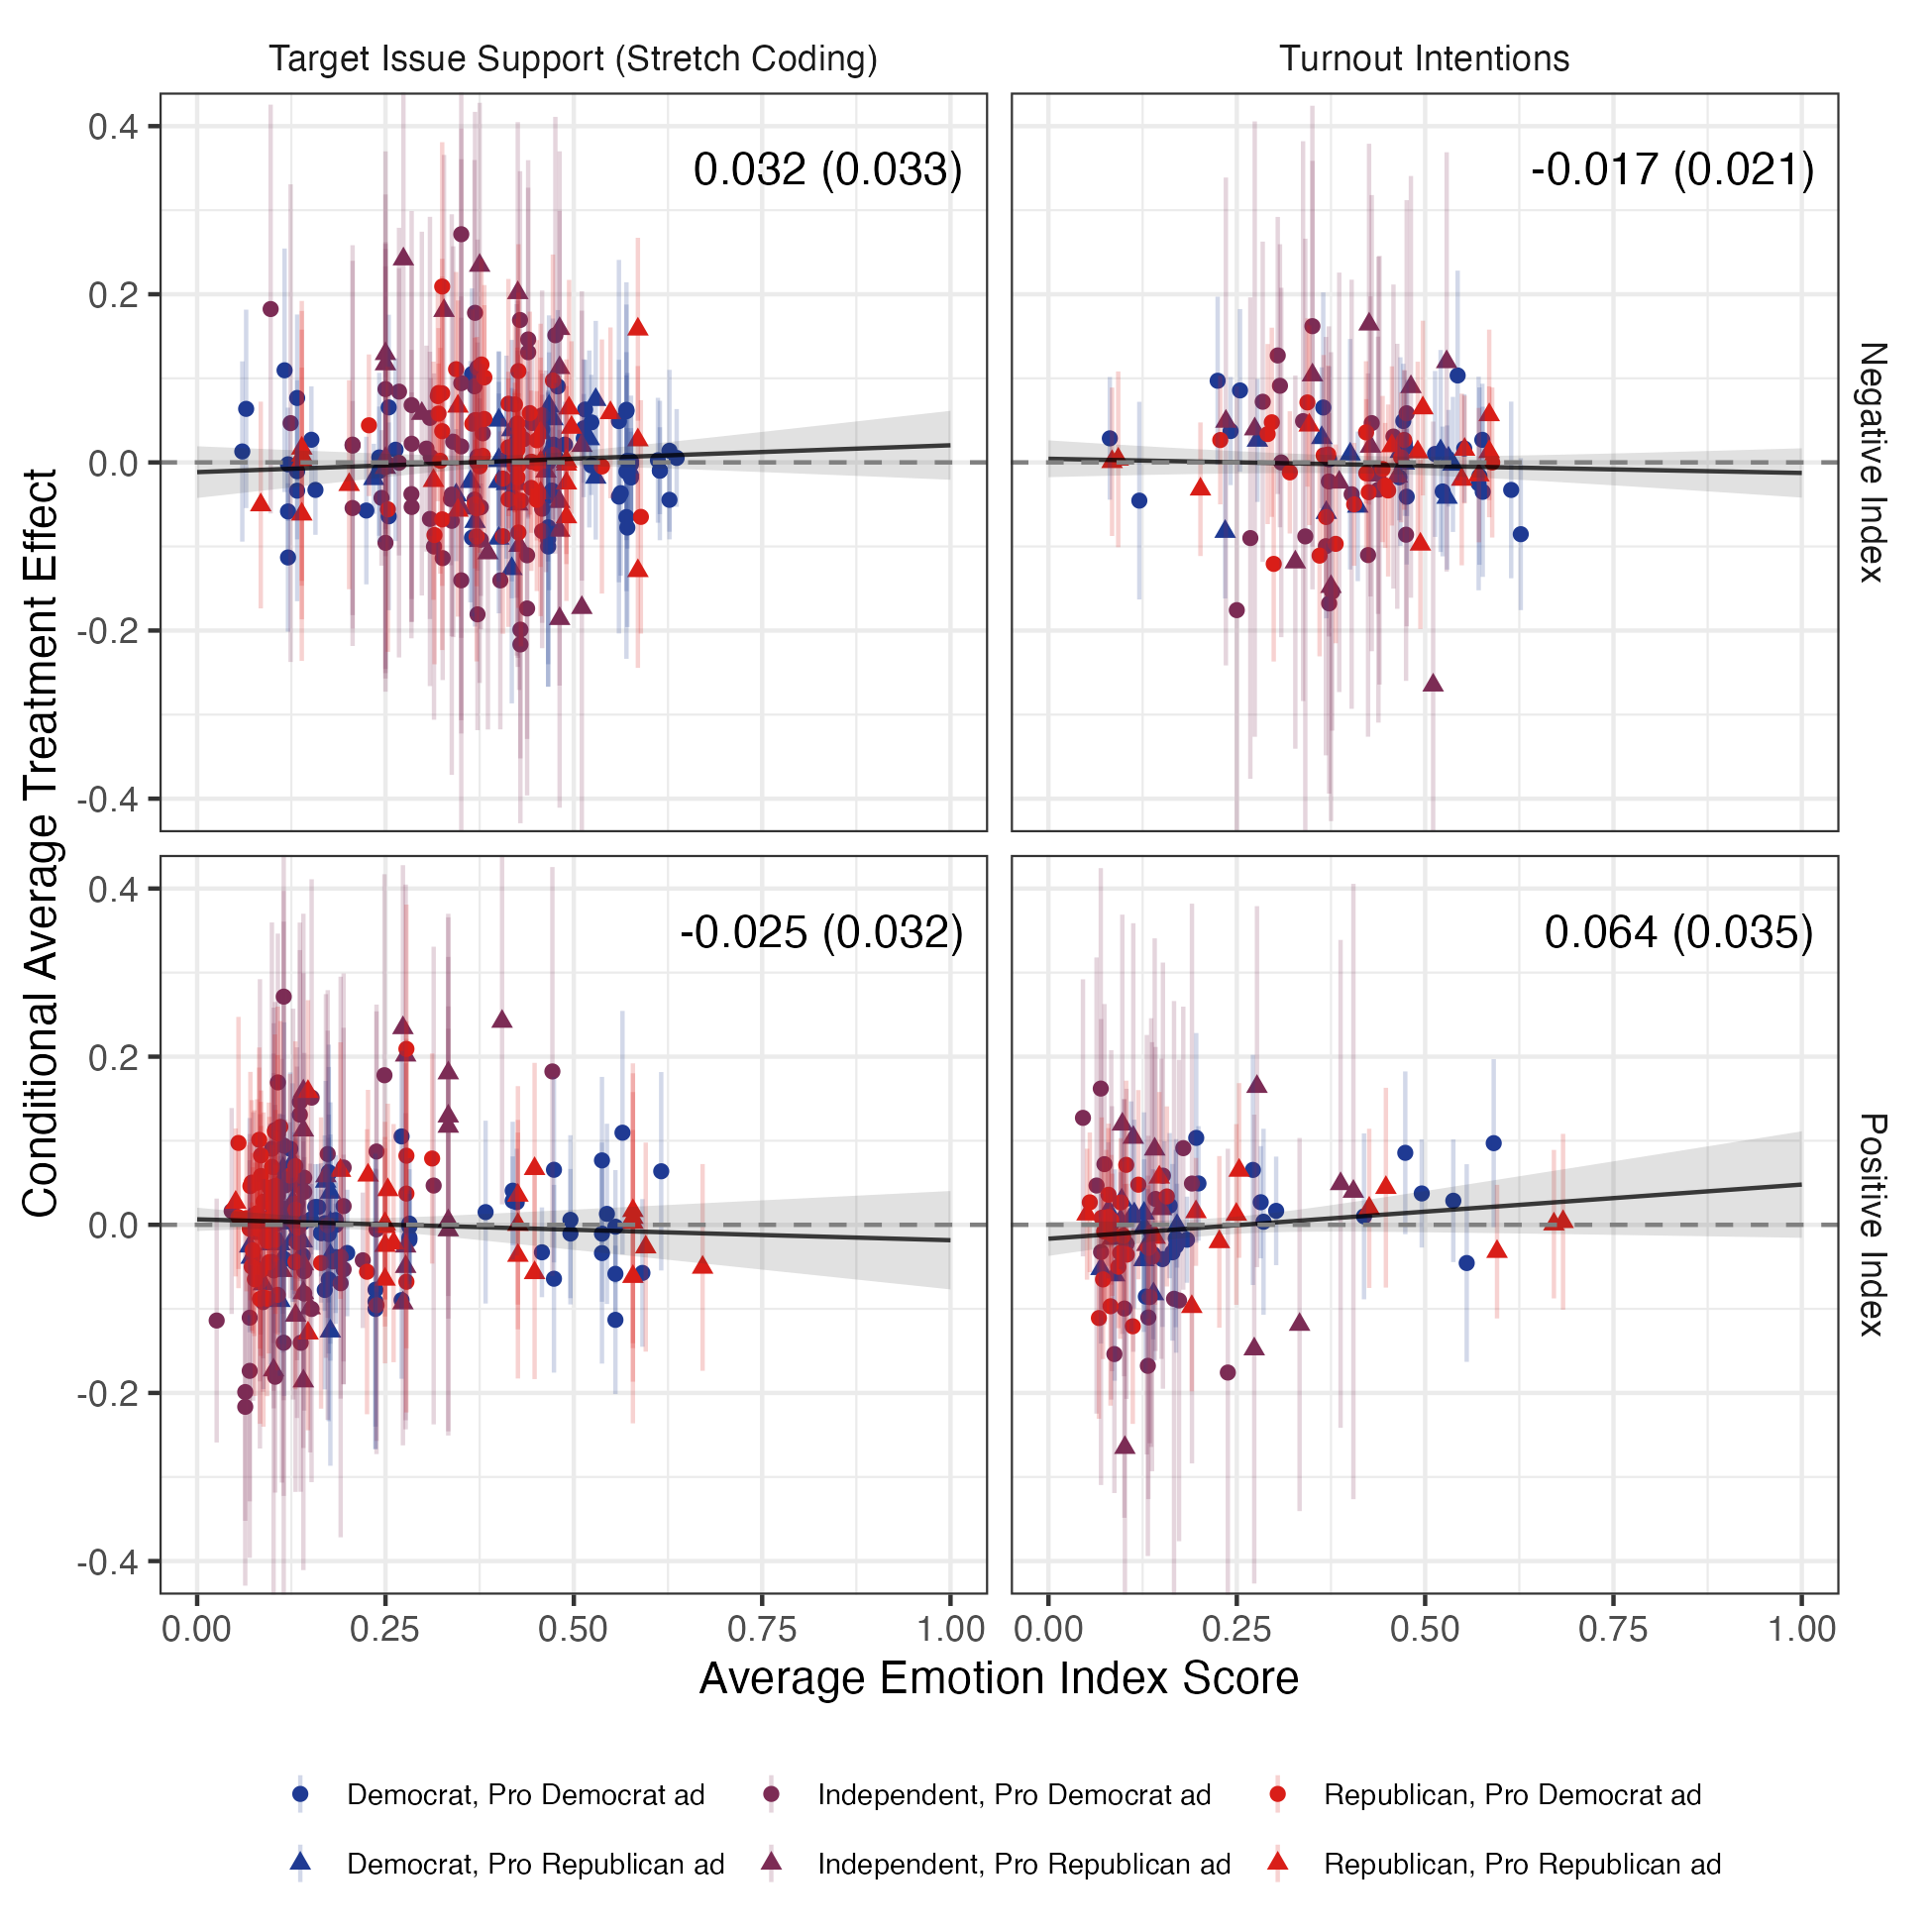 Target Issue Support (Stretch Coding)
Turnout Intentions
0.4
0.2
0.0
-0.2
-0.4
0.032 (0.033)
-0.017 (0.021)
Negative Index
0.4
0.2
0.0
-0.2
-0.4
-0.025 (0.032)
0.064 (0.035)
Positive Index
Conditional Average Treatment Effect
0.00 0.25 0.50 0.75 1.00
0.00 0.25 0.50 0.75 1.00
Average Emotion Index Score
Democrat, Pro Democrat ad
Independent, Pro Democrat ad
Republican, Pro Democrat ad
Democrat, Pro Republican ad
Independent, Pro Republican ad
Republican, Pro Republican ad